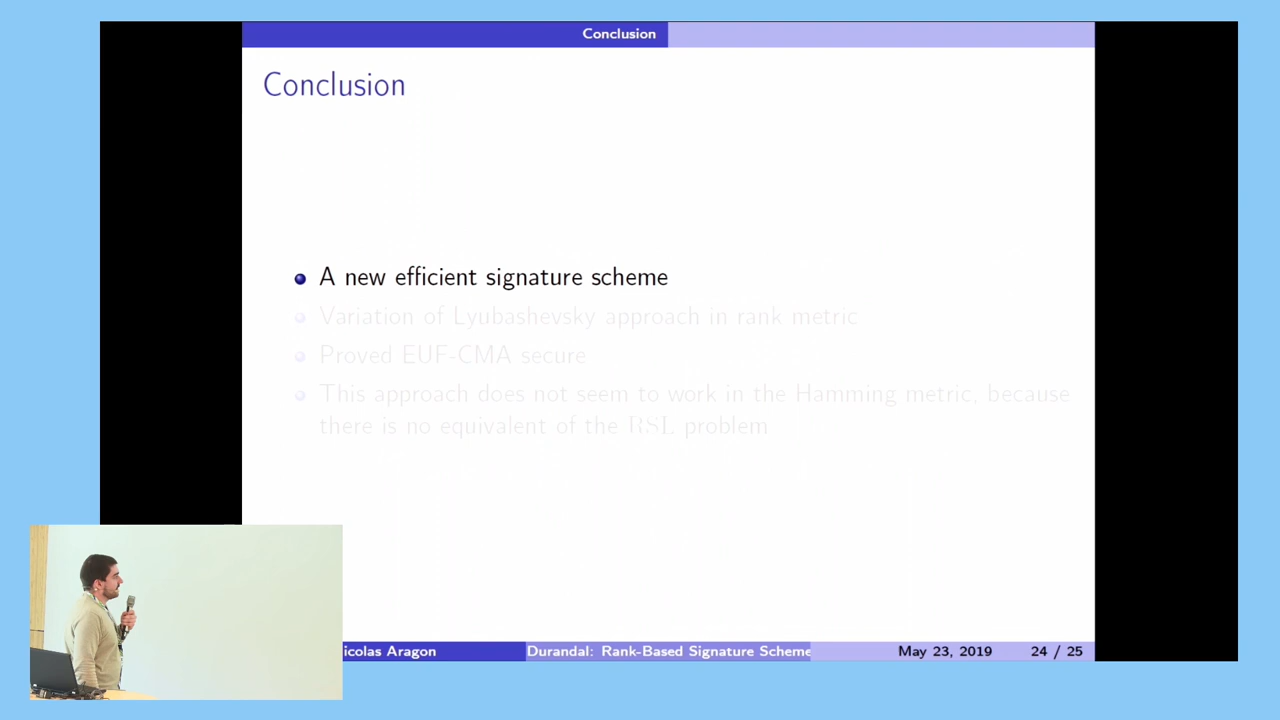 Conclusion
Conclusion
A new efficient signature scheme
Variation of Lyubashevsky approach in rank metric
Proved EUF-CMA secure
This approach does not seem to work in the Hamming metric, because
there is no equivalent of the RSL problem
icolas Aragon
Durandal: Rank-Based Signature Scheme
May 23, 2019
24 / 25